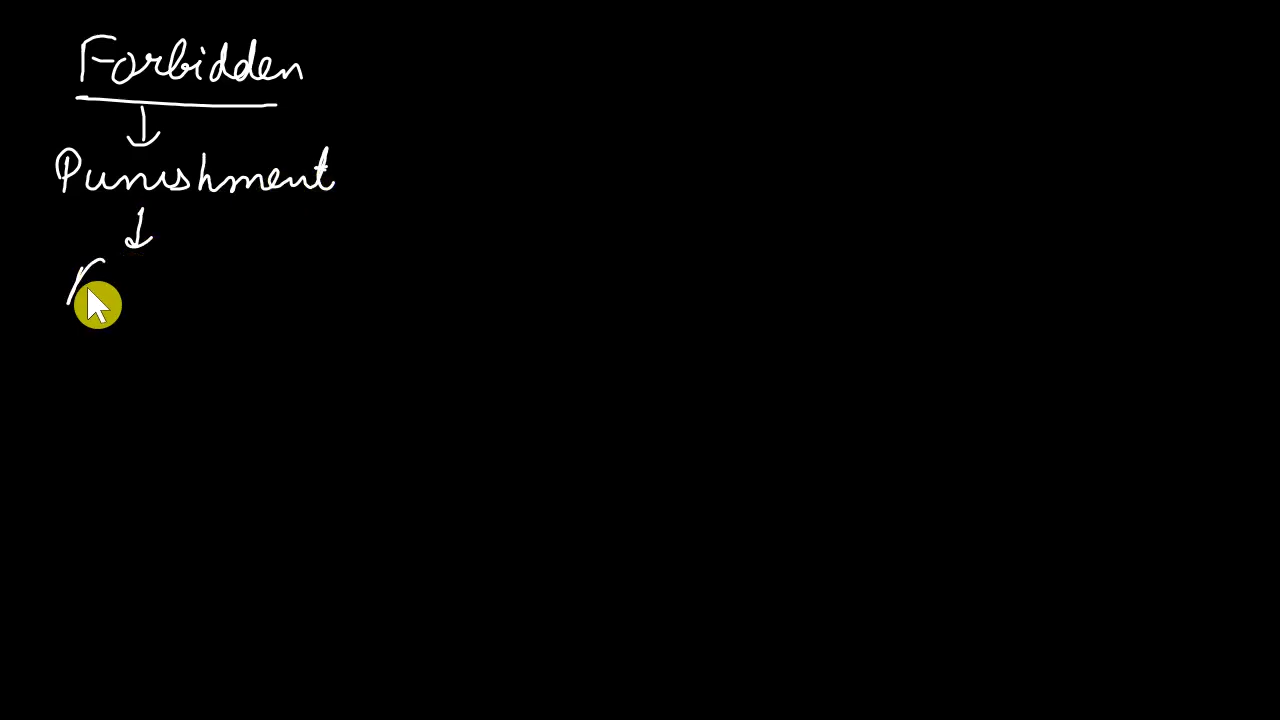 Forbidden
↓
Punishment
↓